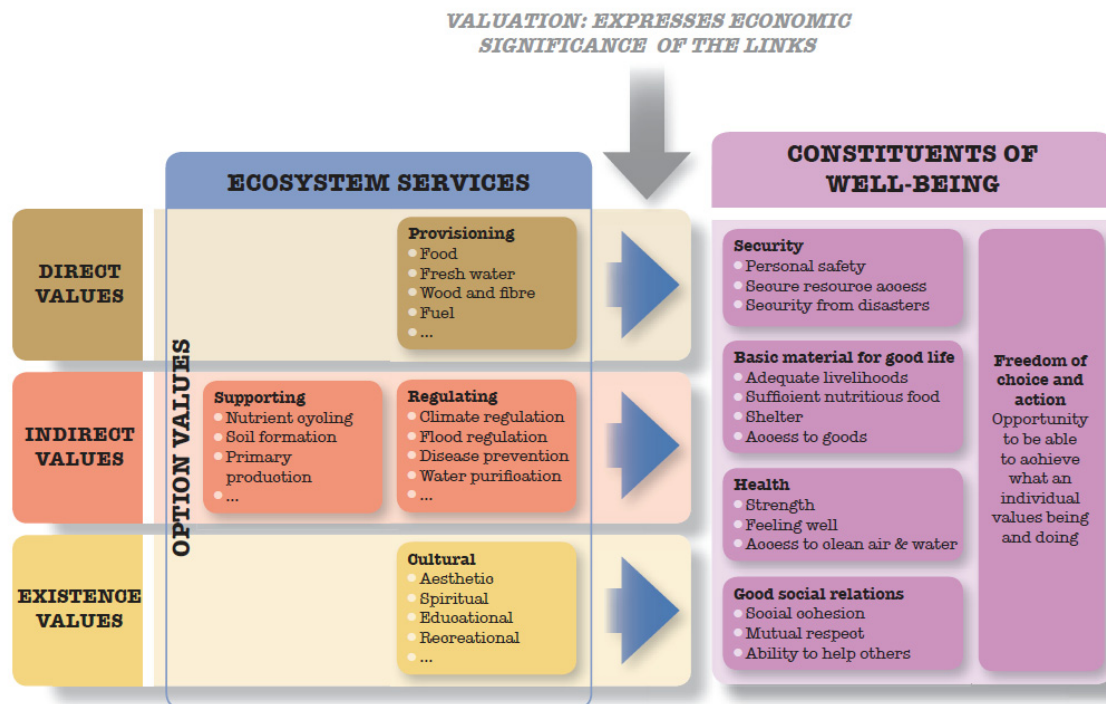 VALUATION: EXPRESSES ECONOMIC
SIGNIFICANCE OF THE LINKS
ECOSYSTEM SERVICES
CONSTITUENTS OF
WELL-BEING
DIRECT
VALUES
OPTION VALUES
Provisioning
Food
Fresh water
Wood and fibre
Fuel
...
INDIRECT
VALUES
Supporting
Nutrient cycling
Soil formation
Primary
production
...
Regulating
Climate regulation
Flood regulation
Disease prevention
Water purification
...
EXISTENCE
VALUES
Cultural
Aesthetic
Spiritual
Educational
Recreational
...
Security
Personal safety
Secure resource access
Security from disasters
Basic material for good life
Adequate livelihoods
Sufficient nutritious food
Shelter
Access to goods
Health
Strength
Feeling well
Access to clean air & water
Good social relations
Social cohesion
Mutual respect
Ability to help others
Freedom of
choice and
action
Opportunity
to be able
to achieve
what an
individual
values being
and doing